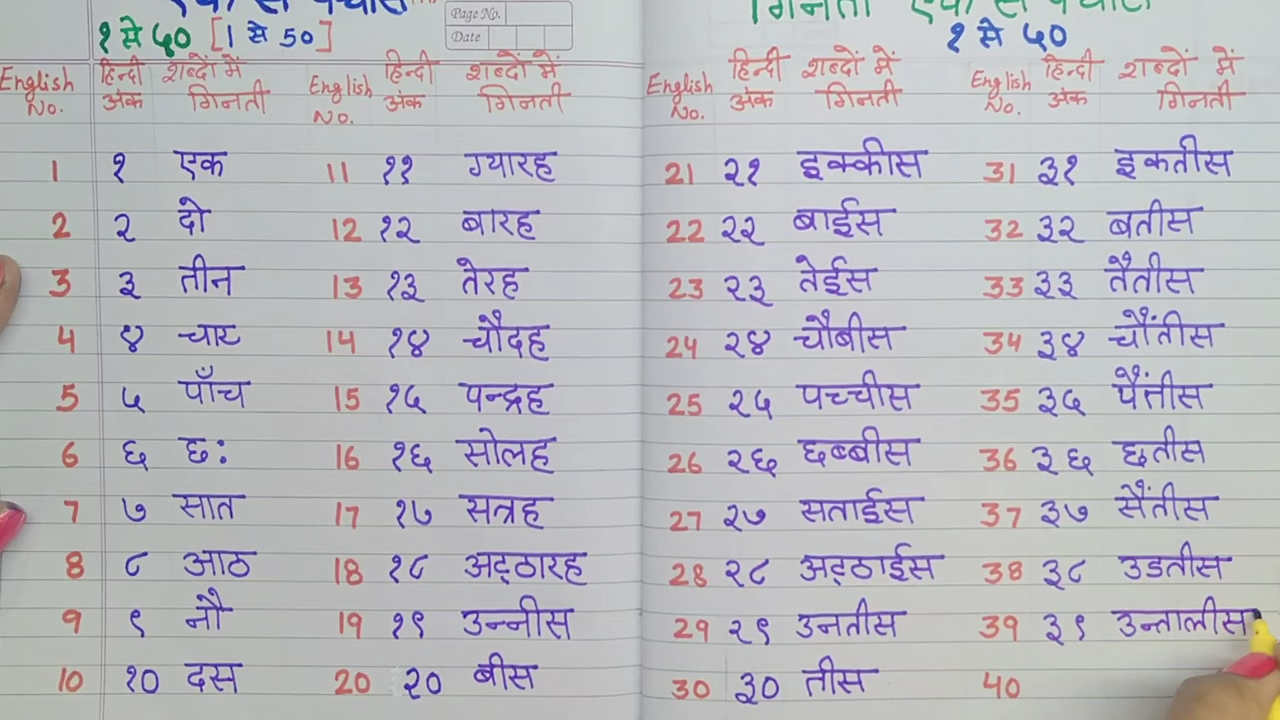 १ से ५० [1 से 50]
Page No.
Date
१ से ५०
English No. हिन्दी अंक शब्दों में गिनती English No. हिन्दी अंक शब्दों में गिनती
English No. हिन्दी अंक शब्दों में गिनती English No. हिन्दी अंक शब्दों में गिनती
1 १ एक 11 ११ ग्यारह 21 २१ इक्कीस 31 ३१ इकतीस
2 २ दो 12 १२ बारह 22 २२ बाईस 32 ३२ बतीस
3 ३ तीन 13 १३ तेरह 23 २३ तेईस 33 ३३ तैतीस
4 ४ चार 14 १४ चौदह 24 २४ चौबीस 34 ३४ चौंतीस
5 ५ पाँच 15 १५ पन्द्रह 25 २५ पच्चीस 35 ३५ पैंतीस
6 ६ छः 16 १६ सोलह 26 २६ छब्बीस 36 ३६ छतीस
7 ७ सात 17 १७ सत्रह 27 २७ सताईस 37 ३७ सैंतीस
8 ८ आठ 18 १८ अट्ठारह 28 २८ अट्ठाईस 38 ३८ उडतीस
9 ९ नौ 19 १९ उन्नीस 29 २९ उनतीस 39 ३९ उन्तालीस
10 १० दस 20 २० बीस 30 ३० तीस 40